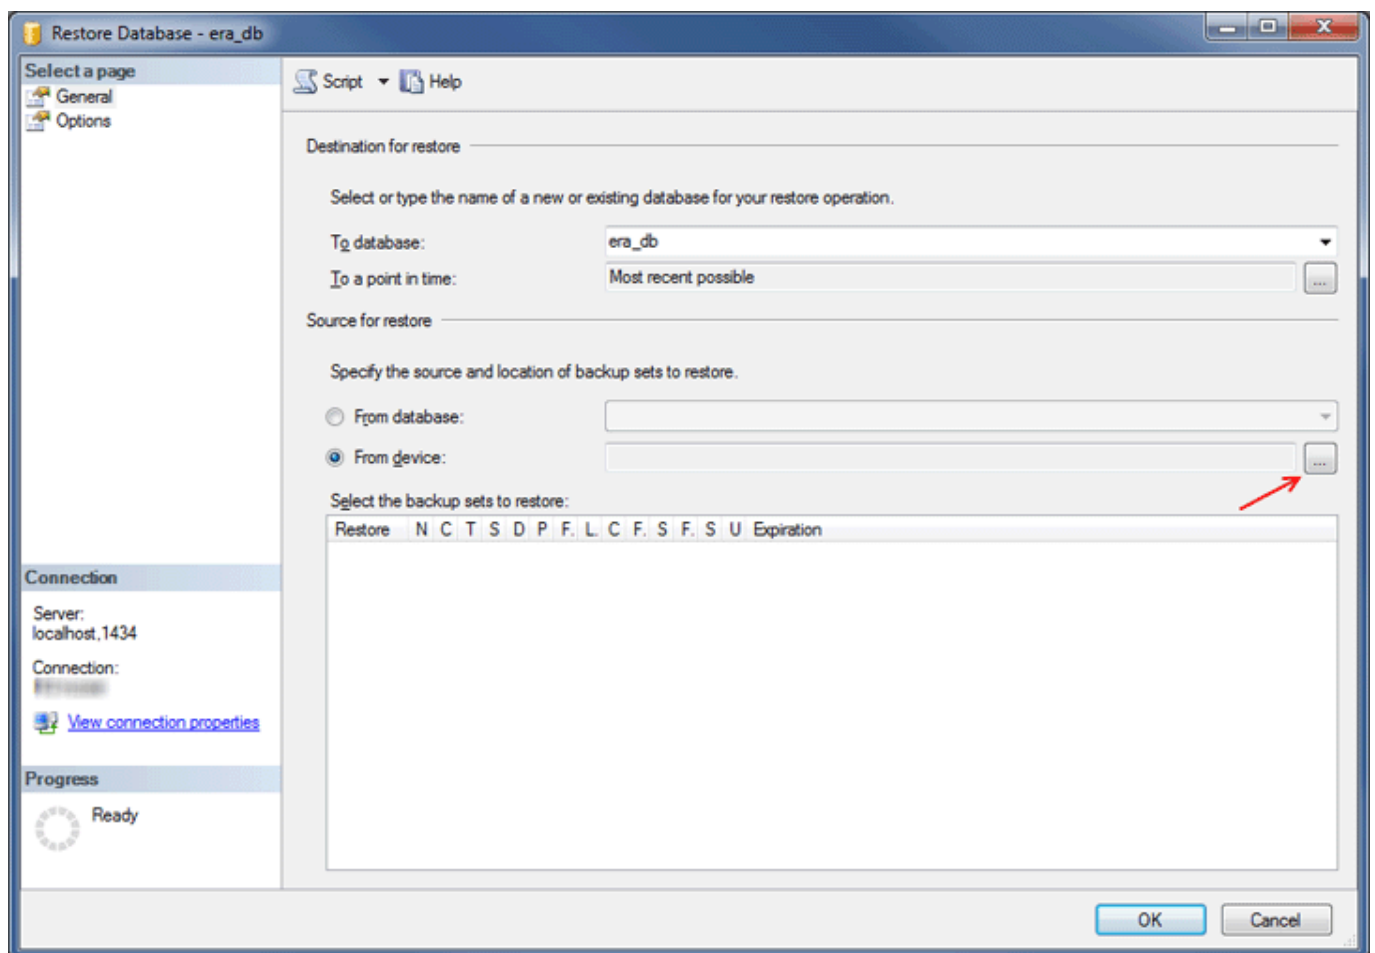 Restore Database - era_db
Select a page
General
Options
Script
Help
Destination for restore
Select or type the name of a new or existing database for your restore operation.
To database:
era_db
To a point in time:
Most recent possible
...
Source for restore
Specify the source and location of backup sets to restore.
From database:
From device:
...
Select the backup sets to restore:
Restore N C T S D P F. L. C F. S F. S U Expiration
Connection
Server:
localhost,1434
Connection:
View connection properties
Progress
Ready
OK
Cancel